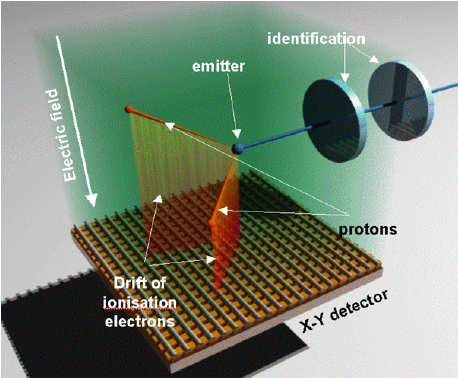 identification
emitter
Electric field
protons
Drift of
ionisation
electrons
X-Y detector